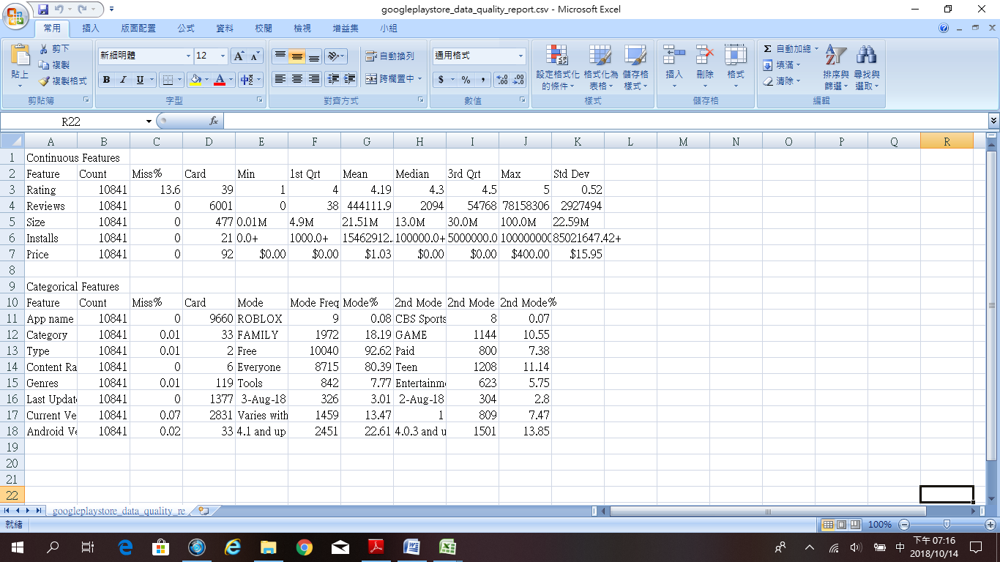 googleplaystore_data_quality_report.csv - Microsoft Excel
常用 插入 版面配置 公式 資料 校閱 檢視 增益集 小組
貼上 剪下 複製 複製格式 剪貼簿
新細明體 12 B I U 字型
自動換列 跨欄置中 對齊方式
通用格式 $ % , 數值
設定格式化的條件 格式化為表格 儲存格樣式 樣式
插入 刪除 格式 儲存格
Σ 自動加總 填滿 清除 排序與篩選 尋找與選取 編輯
R22 fx
A B C D E F G H I J K L M N O P Q R
1 Continuous Features
2 Feature Count Miss% Card Min 1st Qrt Mean Median 3rd Qrt Max Std Dev
3 Rating 10841 13.6 39 1 4 4.19 4.3 4.5 5 0.52
4 Reviews 10841 0 6001 0 38 444111.9 2094 54768 78158306 2927494
5 Size 10841 0 477 0.01M 4.9M 21.51M 13.0M 30.0M 100.0M 22.59M
6 Installs 10841 0 21 0.0+ 1000.0+ 15462912. 100000.0+ 5000000.0 100000000 85021647.42+
7 Price 10841 0 92 $0.00 $0.00 $1.03 $0.00 $0.00 $400.00 $15.95
8
9 Categorical Features
10 Feature Count Miss% Card Mode Mode Freq Mode% 2nd Mode 2nd Mode 2nd Mode%
11 App name 10841 0 9660 ROBLOX 9 0.08 CBS Sports 8 0.07
12 Category 10841 0.01 33 FAMILY 1972 18.19 GAME 1144 10.55
13 Type 10841 0.01 2 Free 10040 92.62 Paid 800 7.38
14 Content Ra 10841 0 6 Everyone 8715 80.39 Teen 1208 11.14
15 Genres 10841 0.01 119 Tools 842 7.77 Entertainm 623 5.75
16 Last Updat 10841 0 1377 3-Aug-18 326 3.01 2-Aug-18 304 2.8
17 Current Ve 10841 0.07 2831 Varies with 1459 13.47 1 809 7.47
18 Android Ve 10841 0.02 33 4.1 and up 2451 22.61 4.0.3 and u 1501 13.85
19
20
21
22
googleplaystore_data_quality_re
就緒 100%
中 下午 07:16
2018/10/14